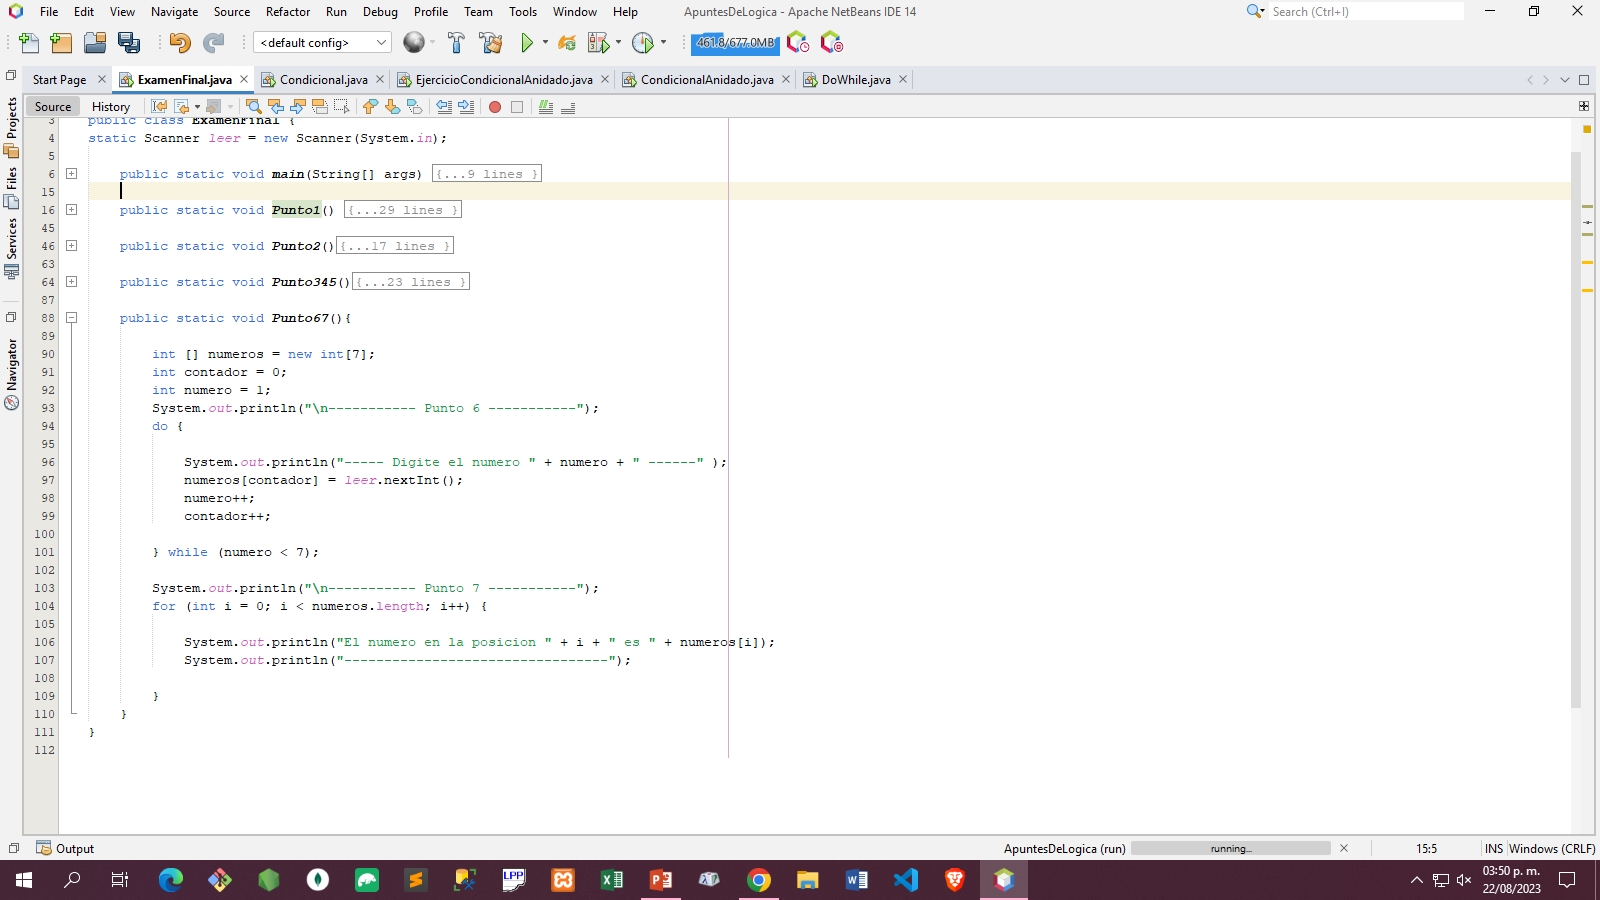 File Edit View Navigate Source Refactor Run Debug Profile Team Tools Window Help ApuntesDeLogica - Apache NetBeans IDE 14 Search (Ctrl+I)
<default config> 461.8/677.0MB
Start Page ExamenFinal.java Condicional.java EjercicioCondicionalAnidado.java CondicionalAnidado.java DoWhile.java
Source History
Projects
Files
Services
Navigator
3 public class ExamenFinal {
4 static Scanner leer = new Scanner(System.in);
5
6 public static void main(String[] args) {...9 lines }
15
16 public static void Punto1() {...29 lines }
45
46 public static void Punto2(){...17 lines }
63
64 public static void Punto345(){...23 lines }
87
88 public static void Punto67(){
89
90 int [] numeros = new int[7];
91 int contador = 0;
92 int numero = 1;
93 System.out.println("\n----------- Punto 6 -----------");
94 do {
95
96 System.out.println("----- Digite el numero " + numero + " ------" );
97 numeros[contador] = leer.nextInt();
98 numero++;
99 contador++;
100
101 } while (numero < 7);
102
103 System.out.println("\n----------- Punto 7 -----------");
104 for (int i = 0; i < numeros.length; i++) {
105
106 System.out.println("El numero en la posicion " + i + " es " + numeros[i]);
107 System.out.println("---------------------------------");
108
109 }
110 }
111 }
112
Output ApuntesDeLogica (run) running... 15:5 INS Windows (CRLF)
LPP
03:50 p. m.
22/08/2023